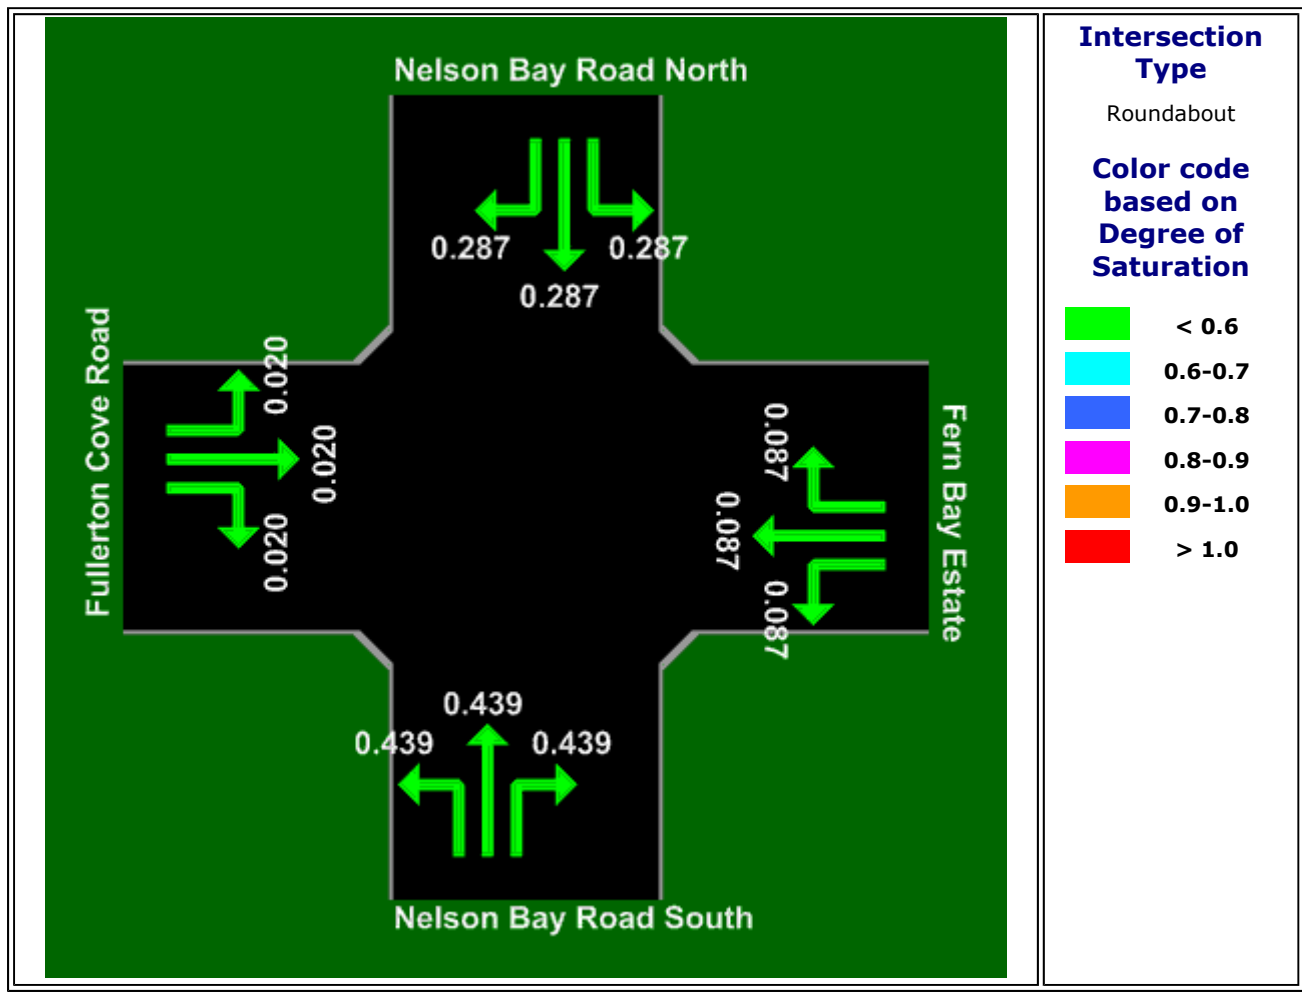 Nelson Bay Road North
0.287
0.287
0.287
Fullerton Cove Road
0.020
0.020
0.020
Fern Bay Estate
0.087
0.087
0.087
0.439
0.439
0.439
Nelson Bay Road South
Intersection
Type
Roundabout
Color code
based on
Degree of
Saturation
< 0.6
0.6-0.7
0.7-0.8
0.8-0.9
0.9-1.0
> 1.0